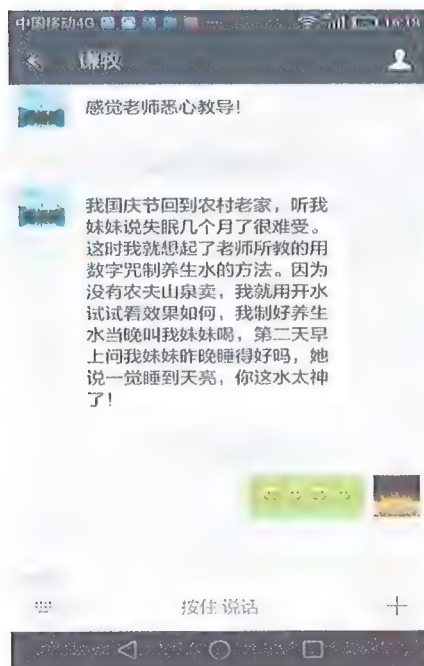 中国移动4G 16:19
谦牧
感觉老师悉心教导！
我国庆节回到农村老家，听我
妹妹说失眠几个月了很难受。
这时我就想起了老师所教的用
数字咒制养生水的方法。因为
没有农夫山泉卖，我就用开水
试试看效果如何，我制好养生
水当晚叫我妹妹喝，第二天早
上问我妹妹昨晚睡得好吗，她
说一觉睡到天亮，你这水太神
了！
按住 说话